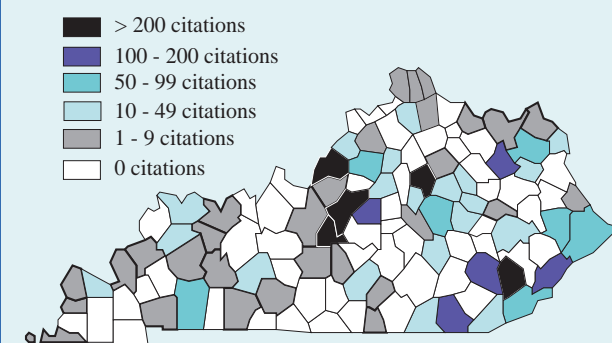 > 200 citations
100 - 200 citations
50 - 99 citations
10 - 49 citations
1 - 9 citations
0 citations